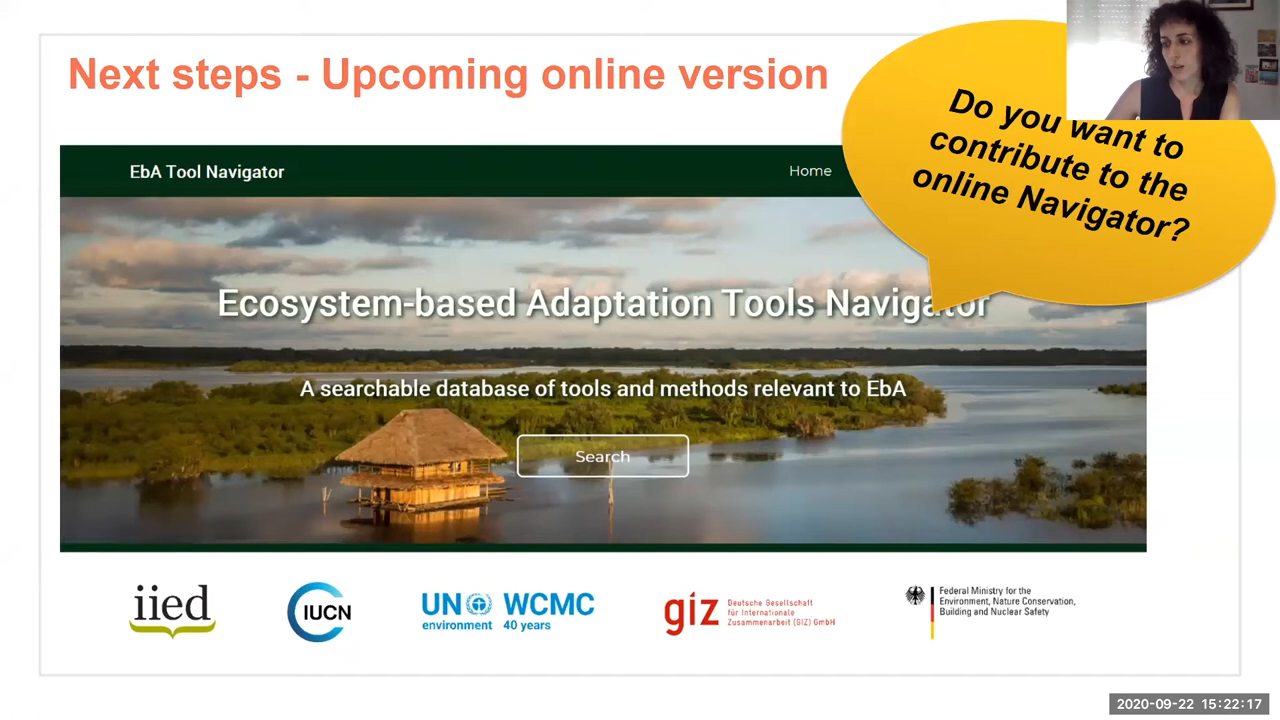 Next steps - Upcoming online version
Do you want to
contribute to the
online Navigator?
EbA Tool Navigator
Home
Ecosystem-based Adaptation Tools Navigator
A searchable database of tools and methods relevant to EbA
Search
iied
IUCN
UN WCMC
environment 40 years
giz
Deutsche Gesellschaft
für Internationale
Zusammenarbeit (GIZ) GmbH
Federal Ministry for the
Environment, Nature Conservation,
Building and Nuclear Safety
2020-09-22 15:22:17